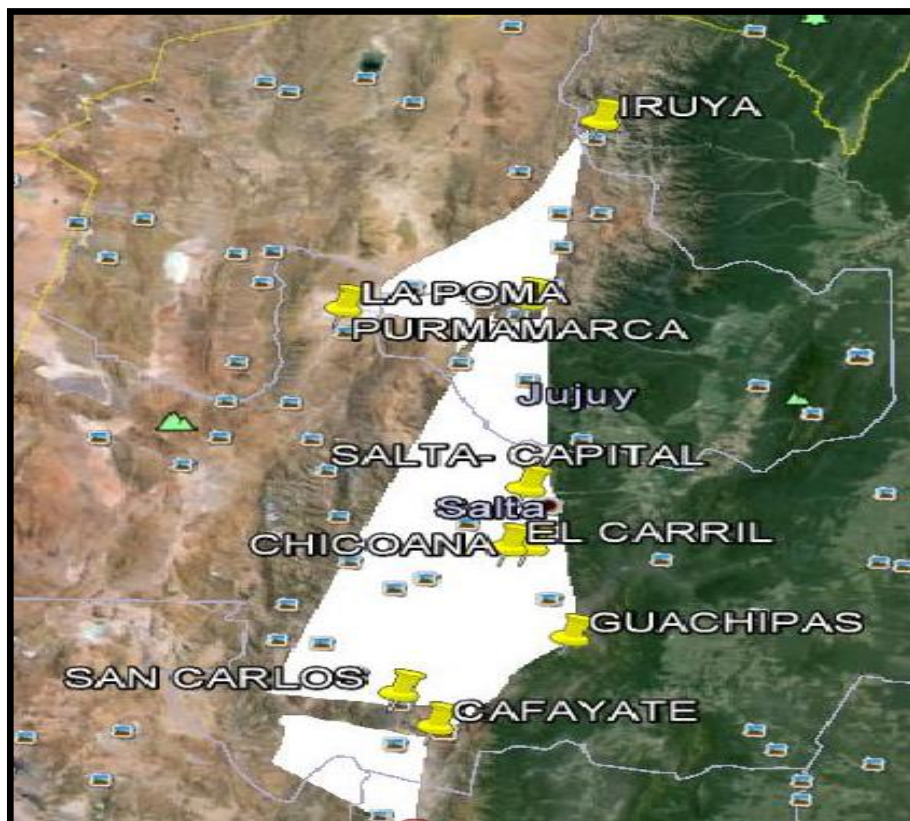 IRUYA
LA POMA
PURMAMARCA
Jujuy
SALTA- CAPITAL
Salta
EL CARRIL
CHICOANA
GUACHIPAS
SAN CARLOS
CAFAYATE